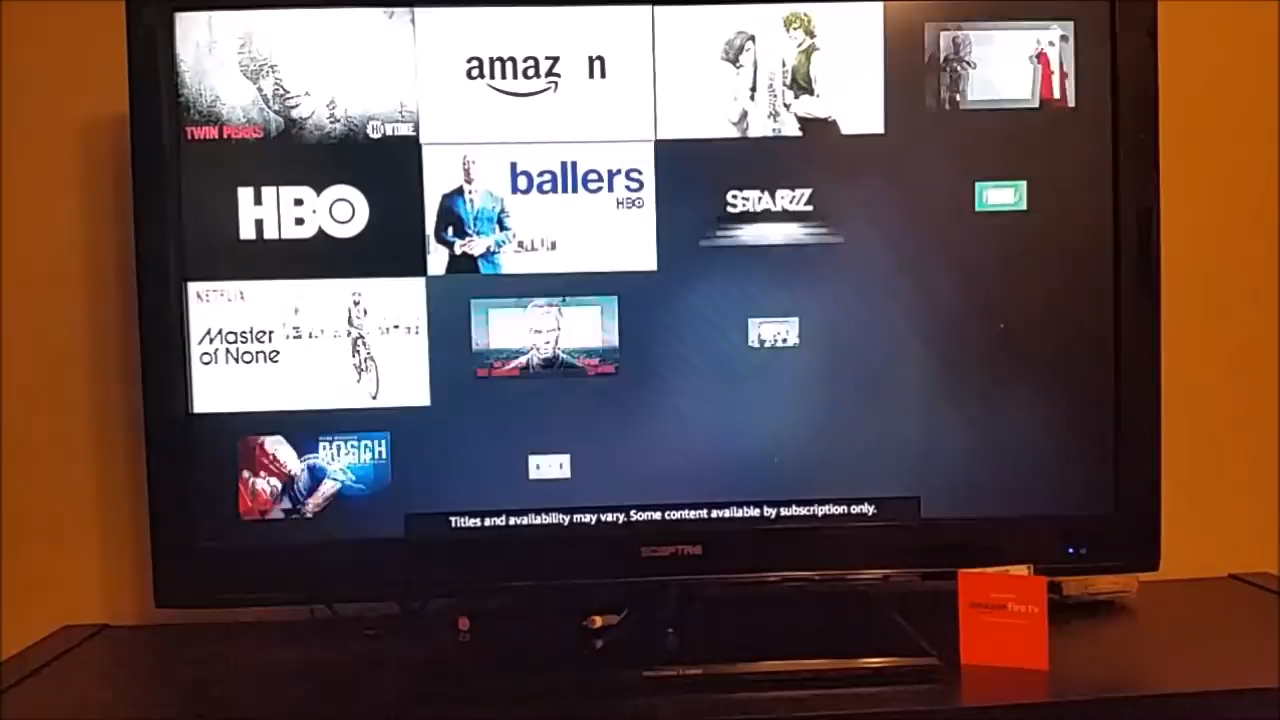 TWIN PEAKS
SHOWTIME
amaz n
HBO
ballers
HBO
STARZ
NETFLIX
Master
of None
BOSCH
Titles and availability may vary. Some content available by subscription only.
SCEPTRE
amazon fire tv